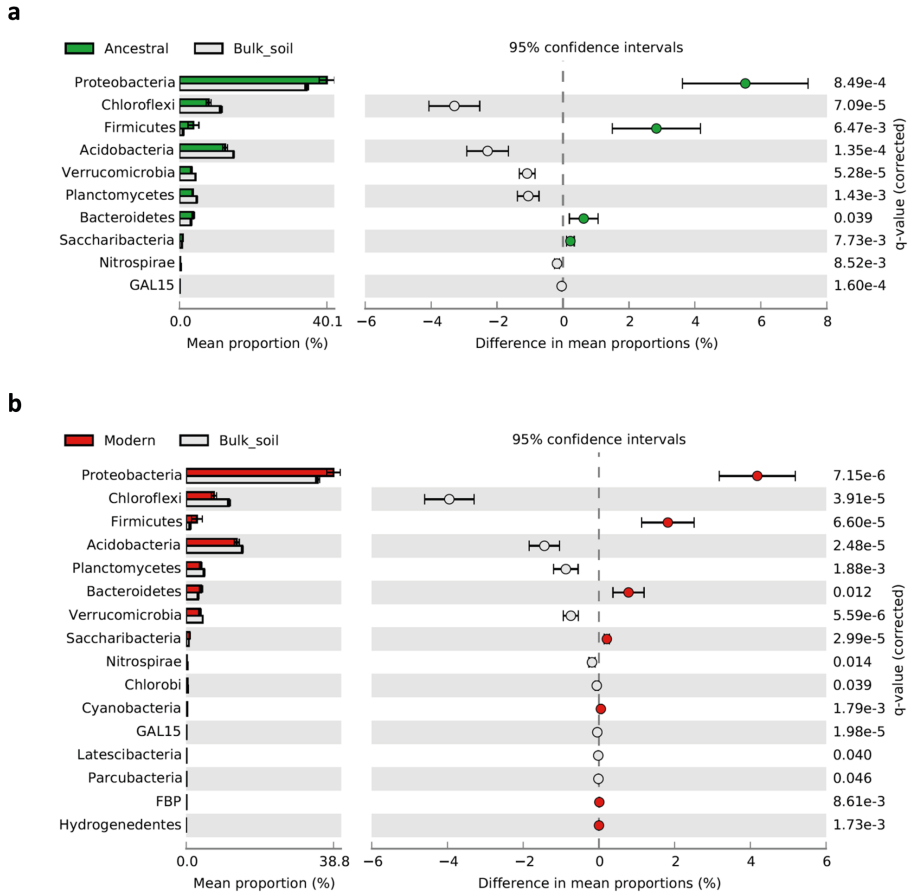 a
Ancestral Bulk_soil 95% confidence intervals
Proteobacteria 8.49e-4
Chloroflexi 7.09e-5
Firmicutes 6.47e-3
Acidobacteria 1.35e-4
Verrucomicrobia 5.28e-5
Planctomycetes 1.43e-3
Bacteroidetes 0.039
Saccharibacteria 7.73e-3
Nitrospirae 8.52e-3
GAL15 1.60e-4
q-value (corrected)
0.0 40.1 −6 −4 −2 0 2 4 6 8
Mean proportion (%) Difference in mean proportions (%)
b
Modern Bulk_soil 95% confidence intervals
Proteobacteria 7.15e-6
Chloroflexi 3.91e-5
Firmicutes 6.60e-5
Acidobacteria 2.48e-5
Planctomycetes 1.88e-3
Bacteroidetes 0.012
Verrucomicrobia 5.59e-6
Saccharibacteria 2.99e-5
Nitrospirae 0.014
Chlorobi 0.039
Cyanobacteria 1.79e-3
GAL15 1.98e-5
Latescibacteria 0.040
Parcubacteria 0.046
FBP 8.61e-3
Hydrogenedentes 1.73e-3
q-value (corrected)
0.0 38.8 −6 −4 −2 0 2 4 6
Mean proportion (%) Difference in mean proportions (%)